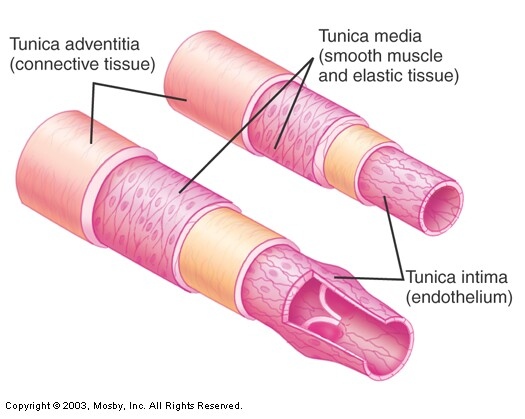 Tunica adventitia
(connective tissue)
Tunica media
(smooth muscle
and elastic tissue)
Tunica intima
(endothelium)
Copyright © 2003, Mosby, Inc. All Rights Reserved.